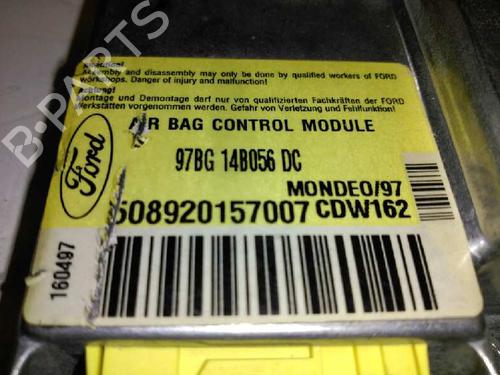 Caution!
Assembly and disassembly may only be done by qualified workers of FORD
workshops. Danger of injury and malfunction!
Achtung!
Montage und Demontage darf nur von qualifizierten Fachkräften der FORD
Werkstätten vorgenommen werden. Gefahr von Verletzung und Fehlfunktion!
AIR BAG CONTROL MODULE
Ford
97BG 14B056 DC
MONDEO/97
508920157007 CDW162
160497
B-PARTS